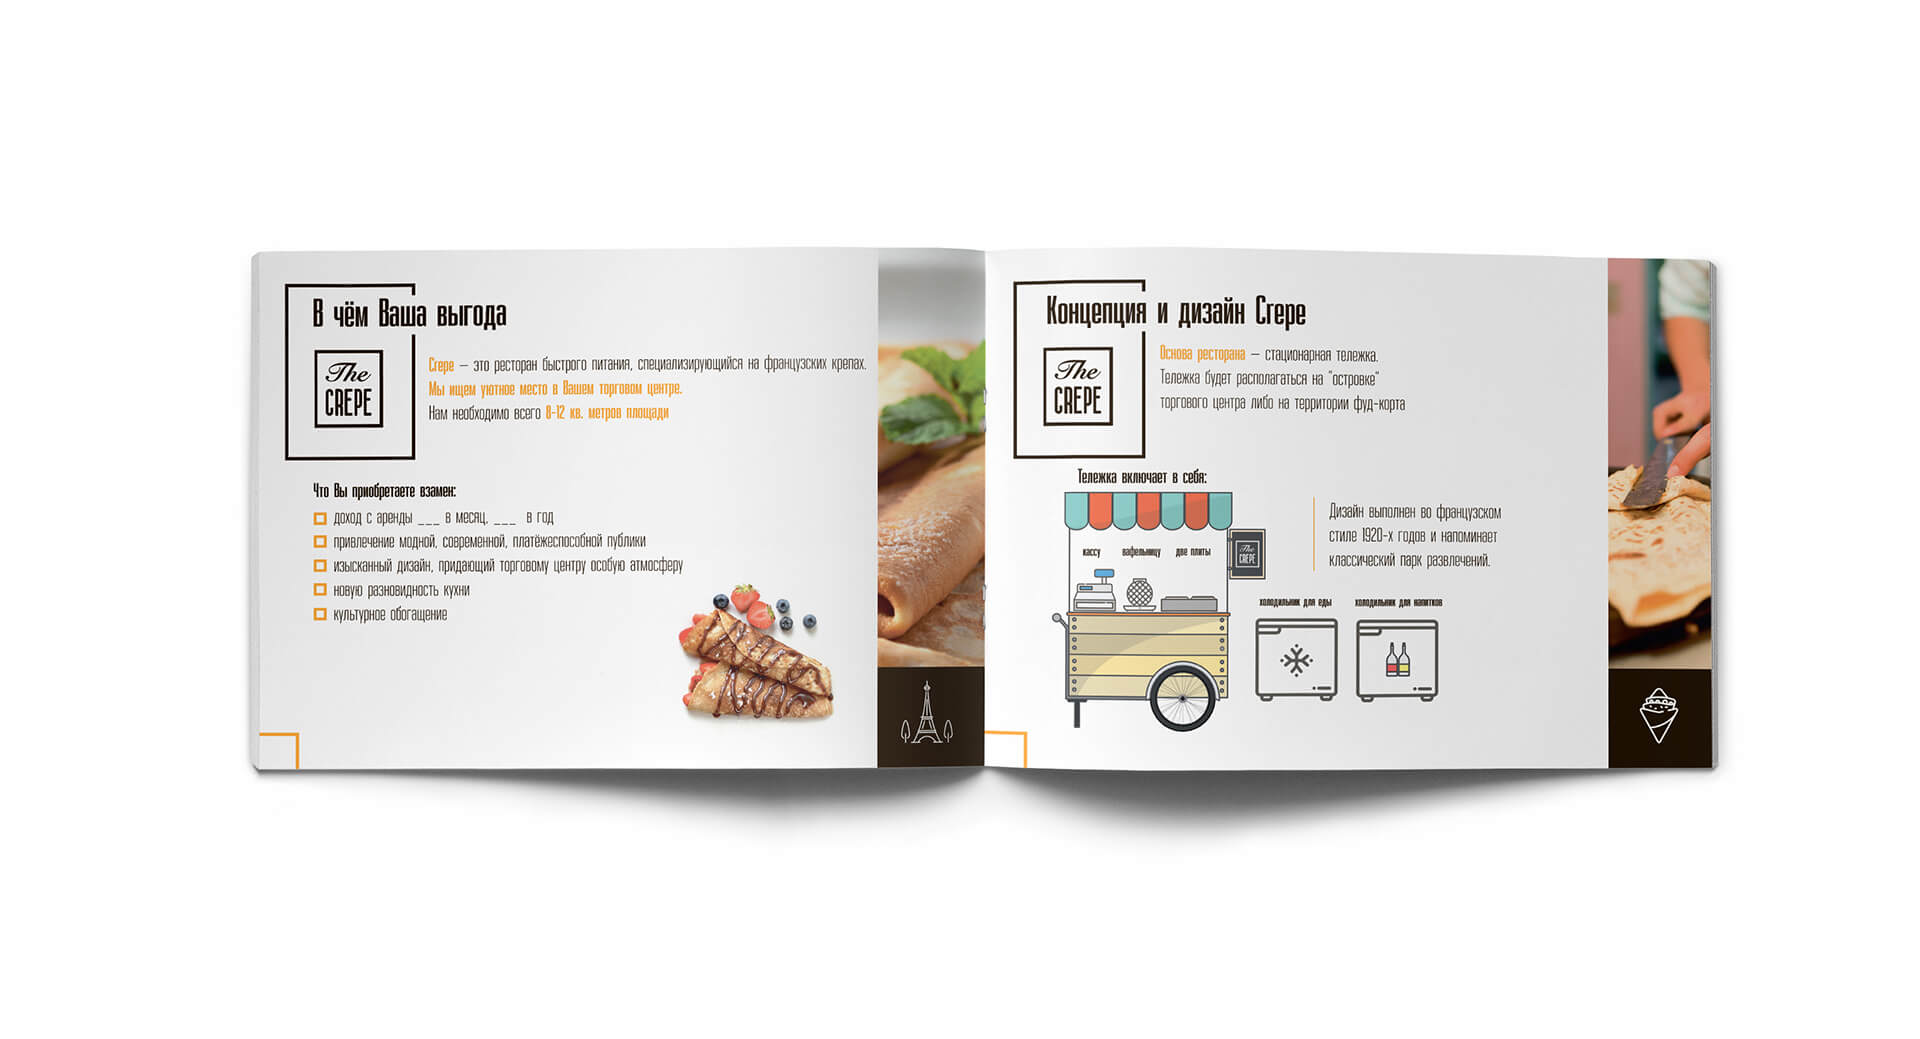 В чём Ваша выгода
The
CREPE
Crepe — это ресторан быстрого питания, специализирующийся на французских крепах.
Мы ищем уютное место в Вашем торговом центре.
Нам необходимо всего 8-12 кв. метров площади
Что Вы приобретаете взамен:
доход с аренды ___ в месяц, ___ в год
привлечение модной, современной, платёжеспособной публики
изысканный дизайн, придающий торговому центру особую атмосферу
новую разновидность кухни
культурное обогащение
Концепция и дизайн Crepe
The
CREPE
Основа ресторана — стационарная тележка.
Тележка будет располагаться на "островке"
торгового центра либо на территории фуд-корта
Тележка включает в себя:
кассу вафельницу две плиты
The
CREPE
Дизайн выполнен во французском
стиле 1920-х годов и напоминает
классический парк развлечений.
холодильник для еды холодильник для напитков